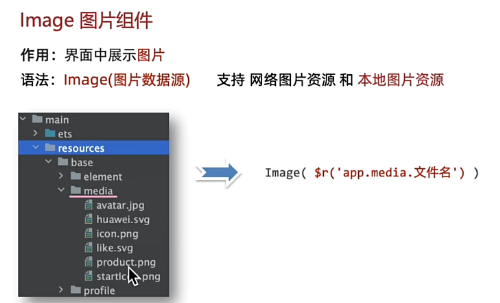 Image 图片组件
作用：界面中展示图片
语法：Image(图片数据源) 支持 网络图片资源 和 本地图片资源
main
ets
resources
base
element
media
avatar.jpg
huawei.svg
icon.png
like.svg
product.png
profile
Image( $r('app.media.文件名') )